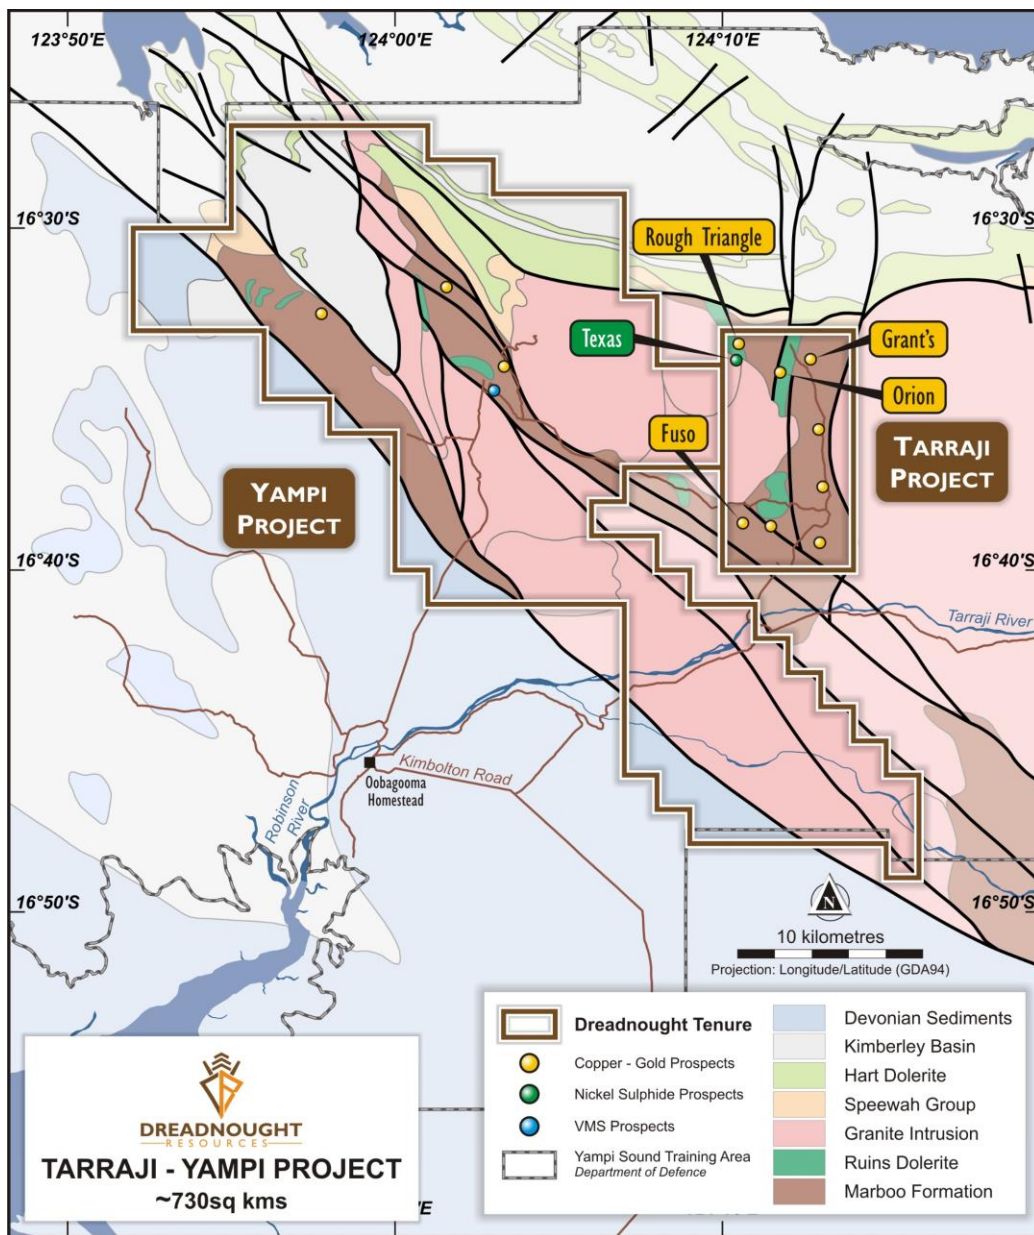 123°50'E
124°00'E
124°10'E
16°30'S
16°30'S
Rough Triangle
Texas
Grant's
Orion
Fuso
TARRAJI
PROJECT
YAMPI
PROJECT
16°40'S
16°40'S
Tarraji River
Kimbolton Road
Oobagooma
Homestead
Robinson
River
16°50'S
16°50'S
N
10 kilometres
Projection: Longitude/Latitude (GDA94)
DREADNOUGHT
RESOURCES
TARRAJI - YAMPI PROJECT
~730sq kms
Dreadnought Tenure
Copper - Gold Prospects
Nickel Sulphide Prospects
VMS Prospects
Yampi Sound Training Area
Department of Defence
Devonian Sediments
Kimberley Basin
Hart Dolerite
Speewah Group
Granite Intrusion
Ruins Dolerite
Marboo Formation